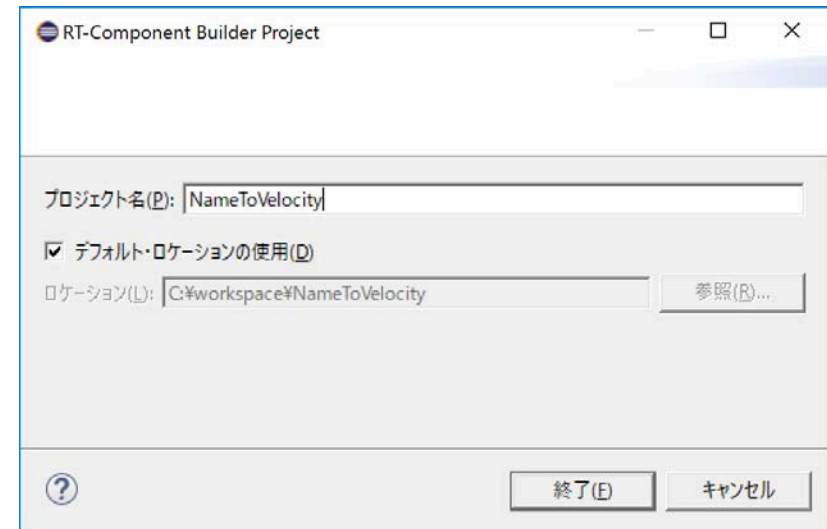 RT-Component Builder Project
プロジェクト名(P): NameToVelocity
デフォルト・ロケーションの使用(D)
ロケーション(L): C:¥workspace¥NameToVelocity 参照(R)...
? 終了(F) キャンセル